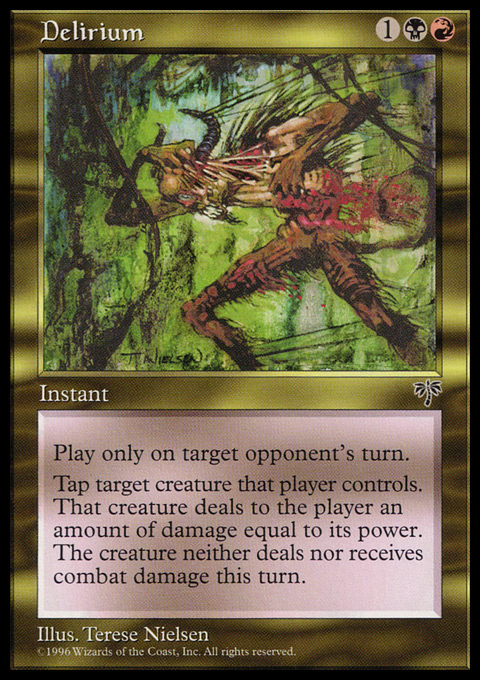 Delirium 1
T. NIELSEN
Instant
Play only on target opponent's turn.
Tap target creature that player controls.
That creature deals to the player an
amount of damage equal to its power.
The creature neither deals nor receives
combat damage this turn.
Illus. Terese Nielsen
©1996 Wizards of the Coast, Inc. All rights reserved.